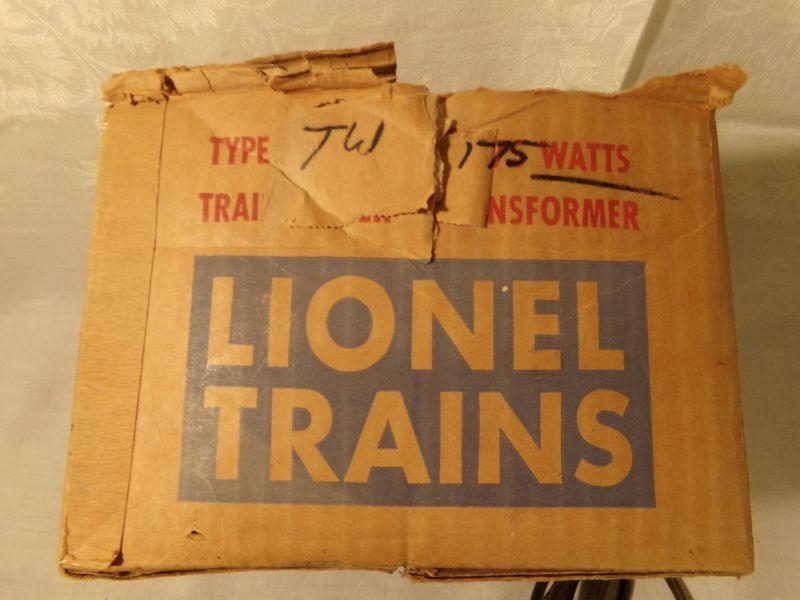 TYPE TW 175 WATTS
TRAI NSFORMER
LIONEL
TRAINS